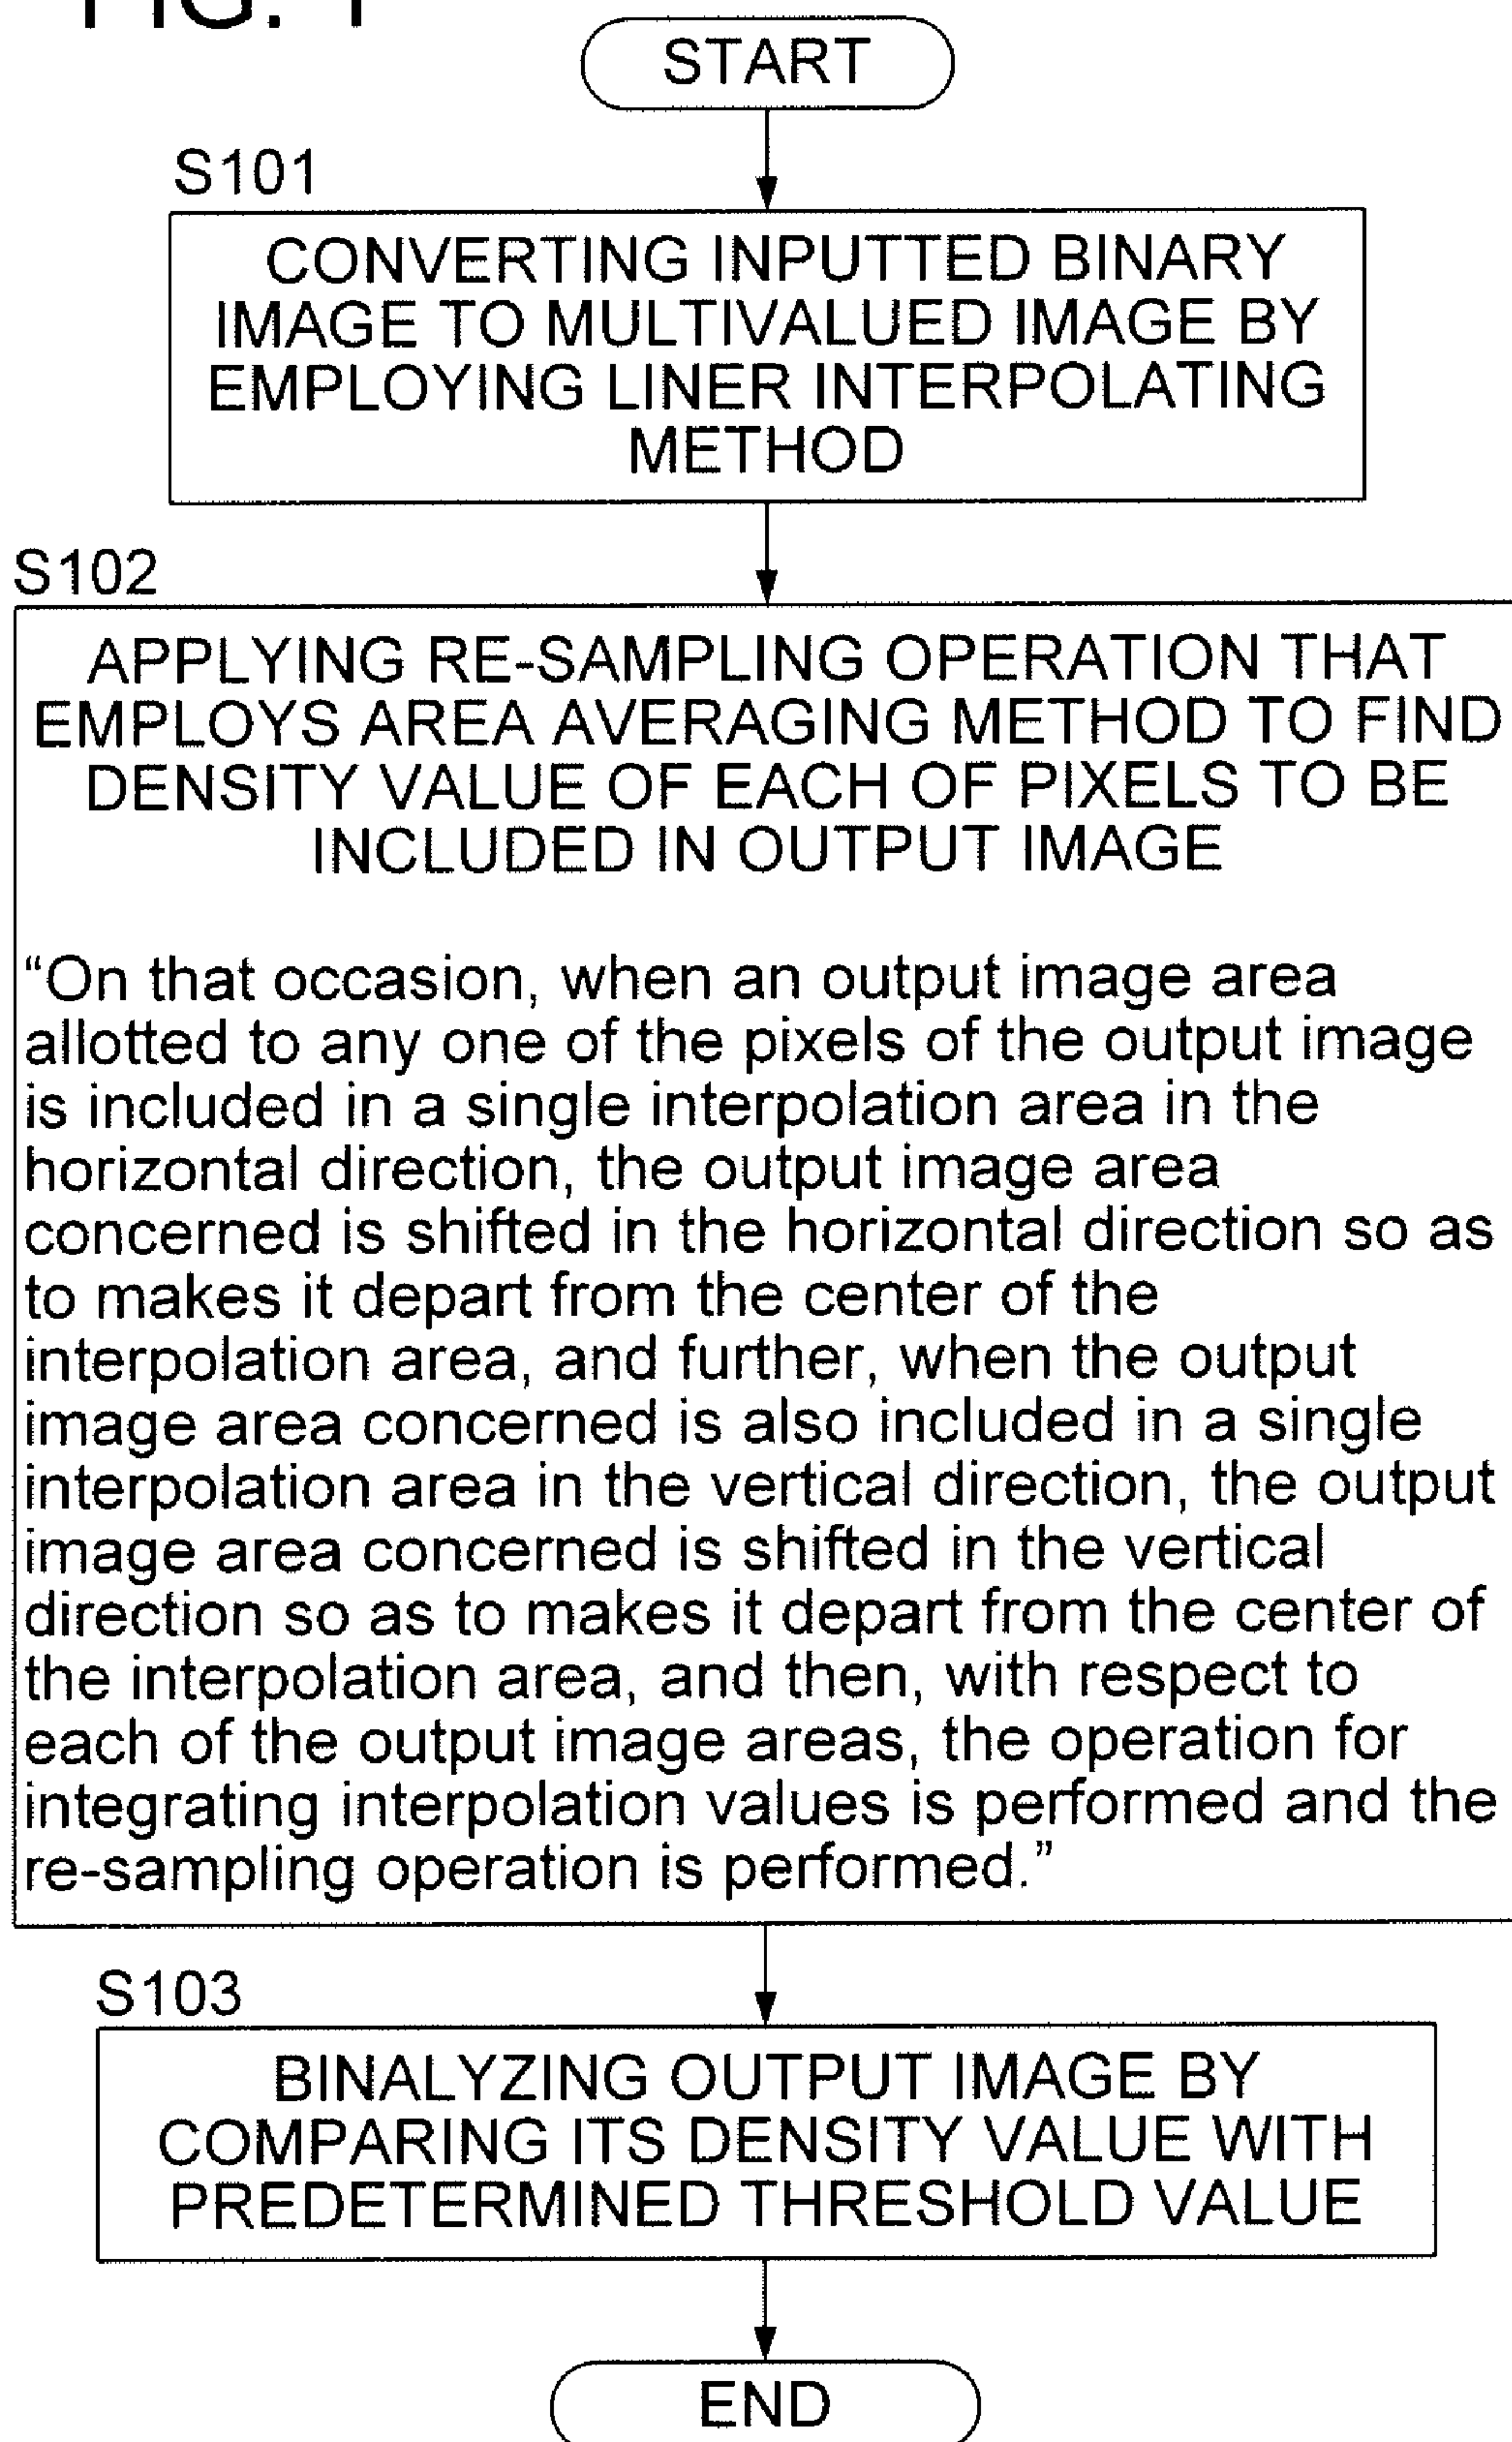 FIG. 1
START
S101
CONVERTING INPUTTED BINARY
IMAGE TO MULTIVALUED IMAGE BY
EMPLOYING LINER INTERPOLATING
METHOD
S102
APPLYING RE-SAMPLING OPERATION THAT
EMPLOYS AREA AVERAGING METHOD TO FIND
DENSITY VALUE OF EACH OF PIXELS TO BE
INCLUDED IN OUTPUT IMAGE
“On that occasion, when an output image area
allotted to any one of the pixels of the output image
is included in a single interpolation area in the
horizontal direction, the output image area
concerned is shifted in the horizontal direction so as
to makes it depart from the center of the
interpolation area, and further, when the output
image area concerned is also included in a single
interpolation area in the vertical direction, the output
image area concerned is shifted in the vertical
direction so as to makes it depart from the center of
the interpolation area, and then, with respect to
each of the output image areas, the operation for
integrating interpolation values is performed and the
re-sampling operation is performed.”
S103
BINALYZING OUTPUT IMAGE BY
COMPARING ITS DENSITY VALUE WITH
PREDETERMINED THRESHOLD VALUE
END